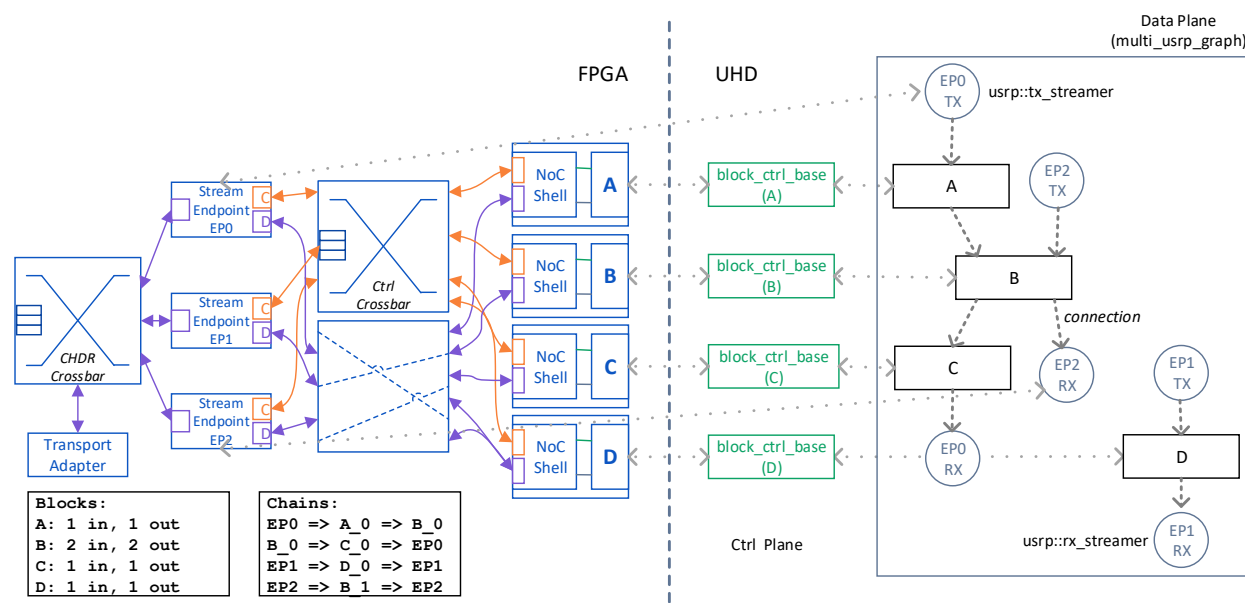 Data Plane
(multi_usrp_graph)
FPGA
UHD
EP0
TX
usrp::tx_streamer
Stream
Endpoint
EP0
C
D
NoC
Shell
A
block_ctrl_base
(A)
A
EP2
TX
Ctrl
Crossbar
NoC
Shell
B
block_ctrl_base
(B)
B
connection
CHDR
Crossbar
Stream
Endpoint
EP1
C
D
NoC
Shell
C
block_ctrl_base
(C)
C
EP2
RX
EP1
TX
Stream
Endpoint
EP2
C
D
Transport
Adapter
NoC
Shell
D
block_ctrl_base
(D)
EP0
RX
D
Blocks:
A: 1 in, 1 out
B: 2 in, 2 out
C: 1 in, 1 out
D: 1 in, 1 out
Chains:
EP0 => A_0 => B_0
B_0 => C_0 => EP0
EP1 => D_0 => EP1
EP2 => B_1 => EP2
Ctrl Plane
usrp::rx_streamer
EP1
RX